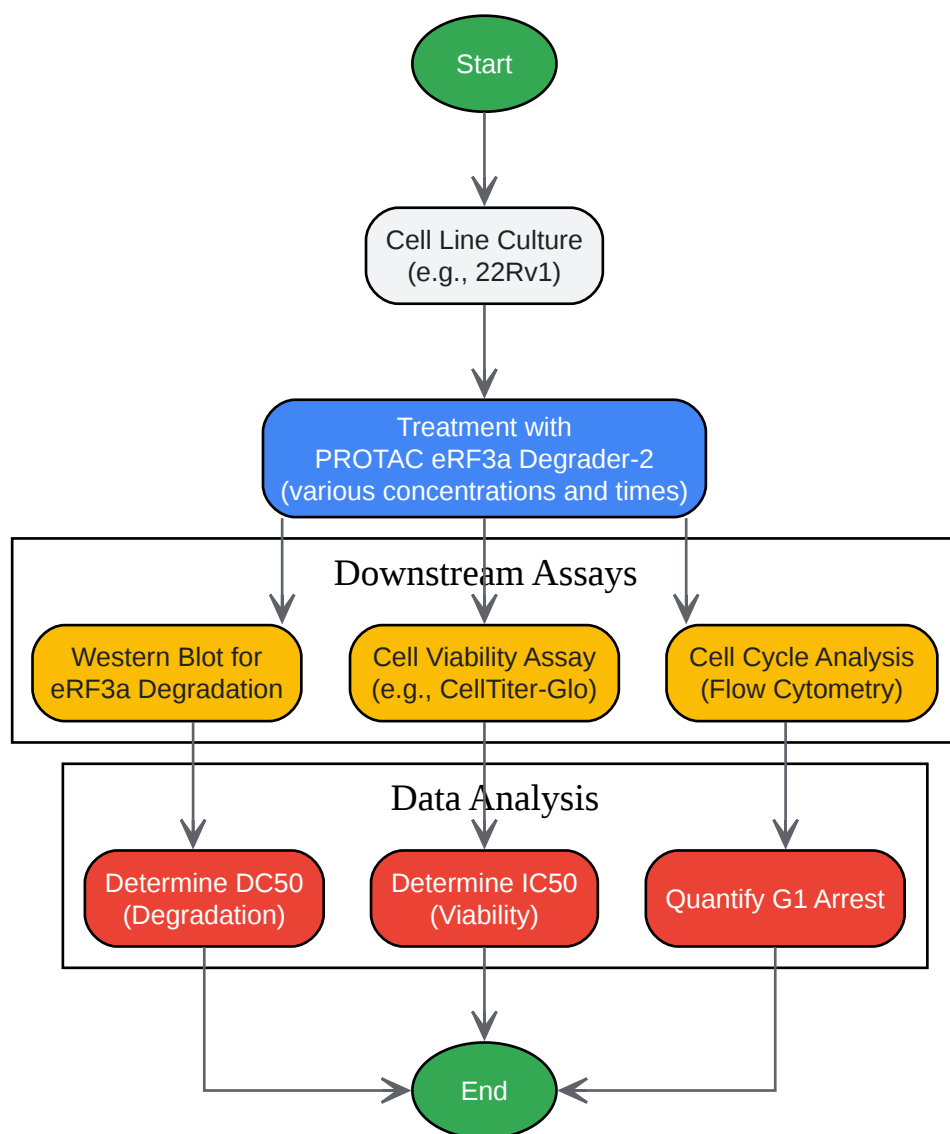 Start
Cell Line Culture
(e.g., 22Rv1)
Treatment with
PROTAC eRF3a Degrader-2
(various concentrations and times)
Downstream Assays
Western Blot for
eRF3a Degradation
Cell Viability Assay
(e.g., CellTiter-Glo)
Cell Cycle Analysis
(Flow Cytometry)
Data Analysis
Determine DC50
(Degradation)
Determine IC50
(Viability)
Quantify G1 Arrest
End